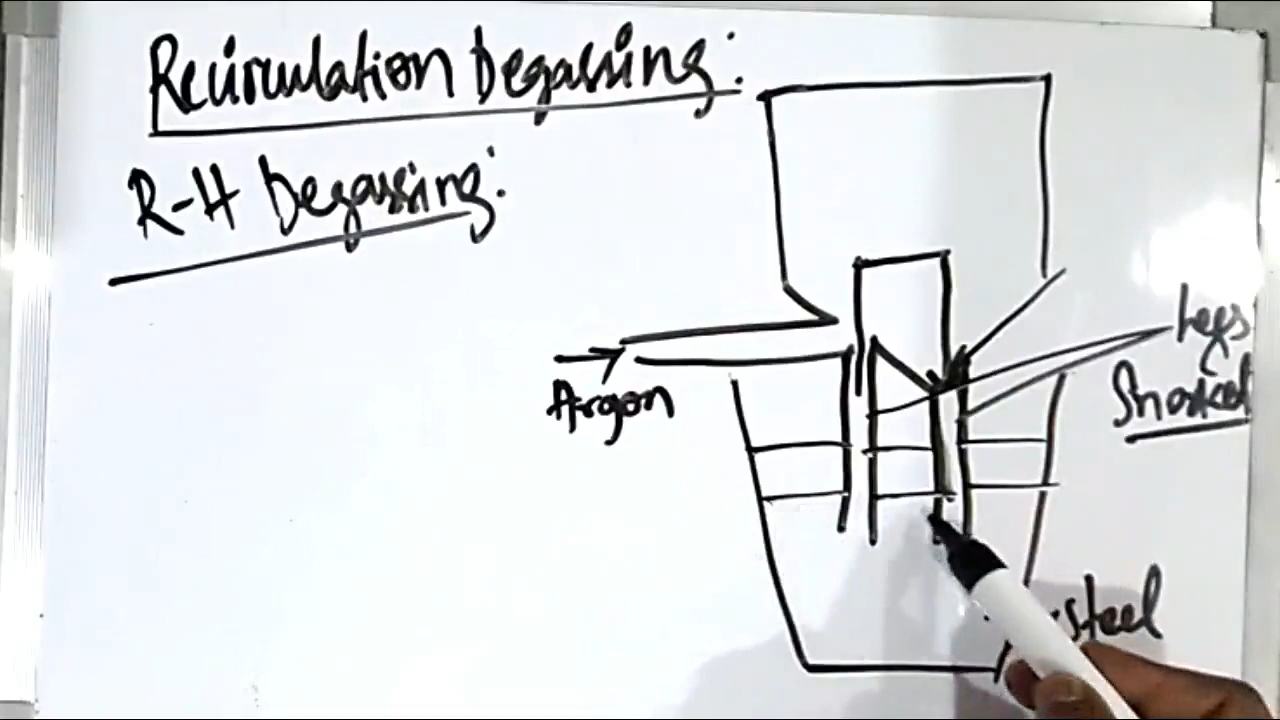 Recirculation Degassing:
R-H Degassing:
Argon
Legs
Snorkel
steel